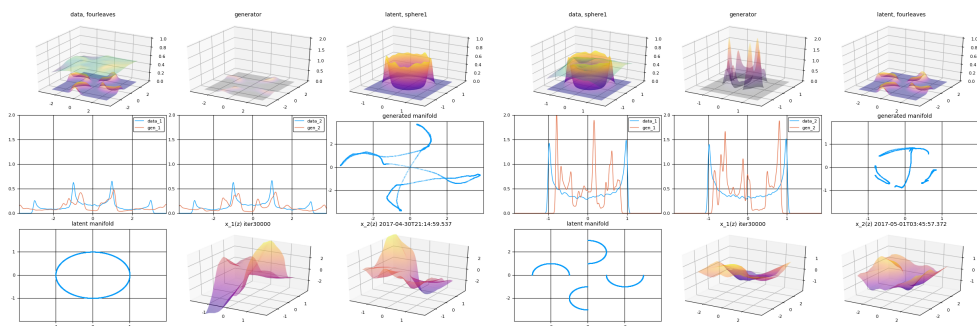 data, fourleaves
generator
latent, sphere1
data, sphere1
generator
latent, fourleaves
generated manifold
generated manifold
data_1
gen_1
data_2
gen_2
data_1
gen_1
data_2
gen_2
latent manifold
x_1(z) iter30000
x_2(z) 2017-04-30T21:14:59.537
latent manifold
x_1(z) iter30000
x_2(z) 2017-05-01T03:45:57.372